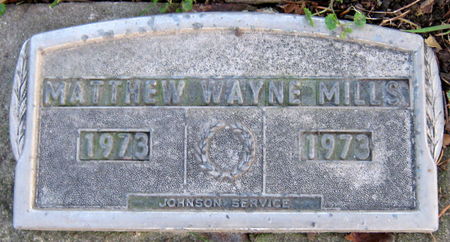 MATTHEW WAYNE MILLS
1973 1973
JOHNSON SERVICE